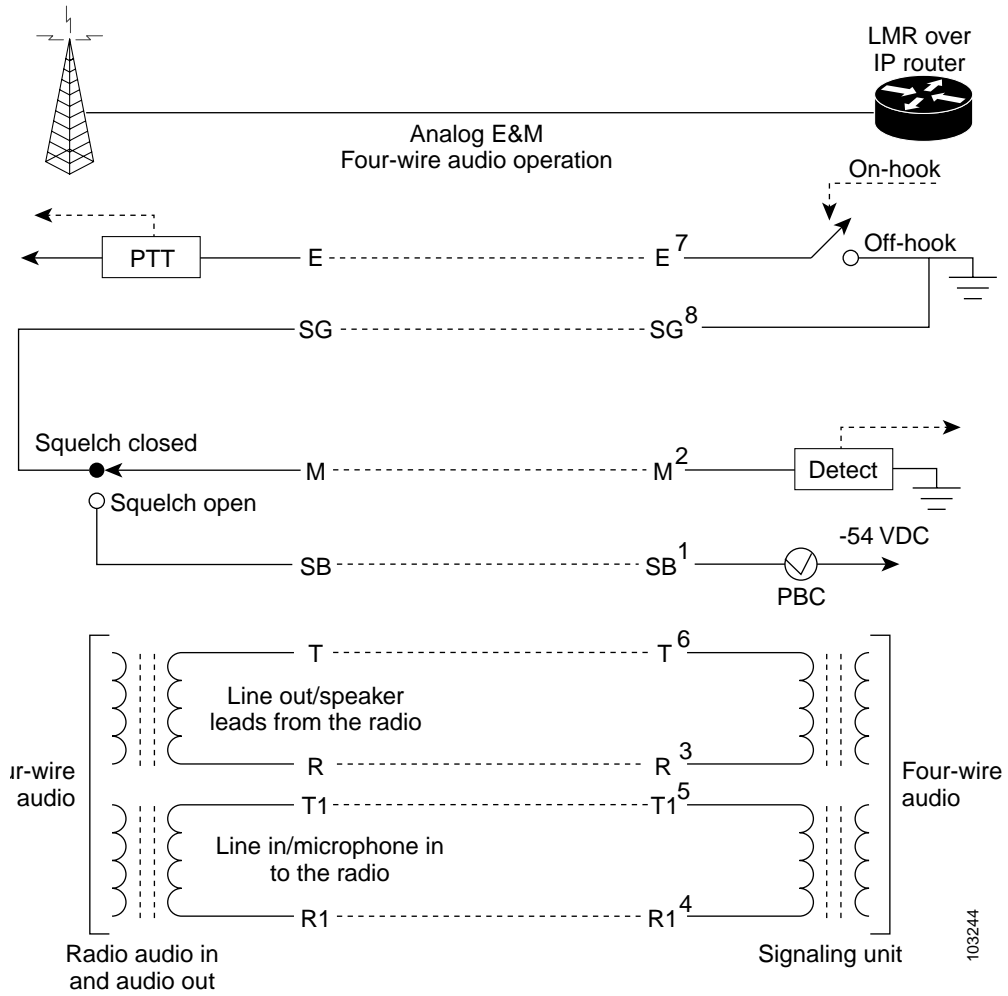 LMR over
IP router
Analog E&M
Four-wire audio operation
On-hook
PTT
E
E 7
Off-hook
SG
SG 8
Squelch closed
M
M 2
Detect
Squelch open
-54 VDC
SB
SB 1
PBC
T
T 6
Line out/speaker
leads from the radio
R
R 3
ur-wire
audio
Four-wire
audio
T1
T1 5
Line in/microphone in
to the radio
R1
R1 4
Radio audio in
and audio out
Signaling unit
103244